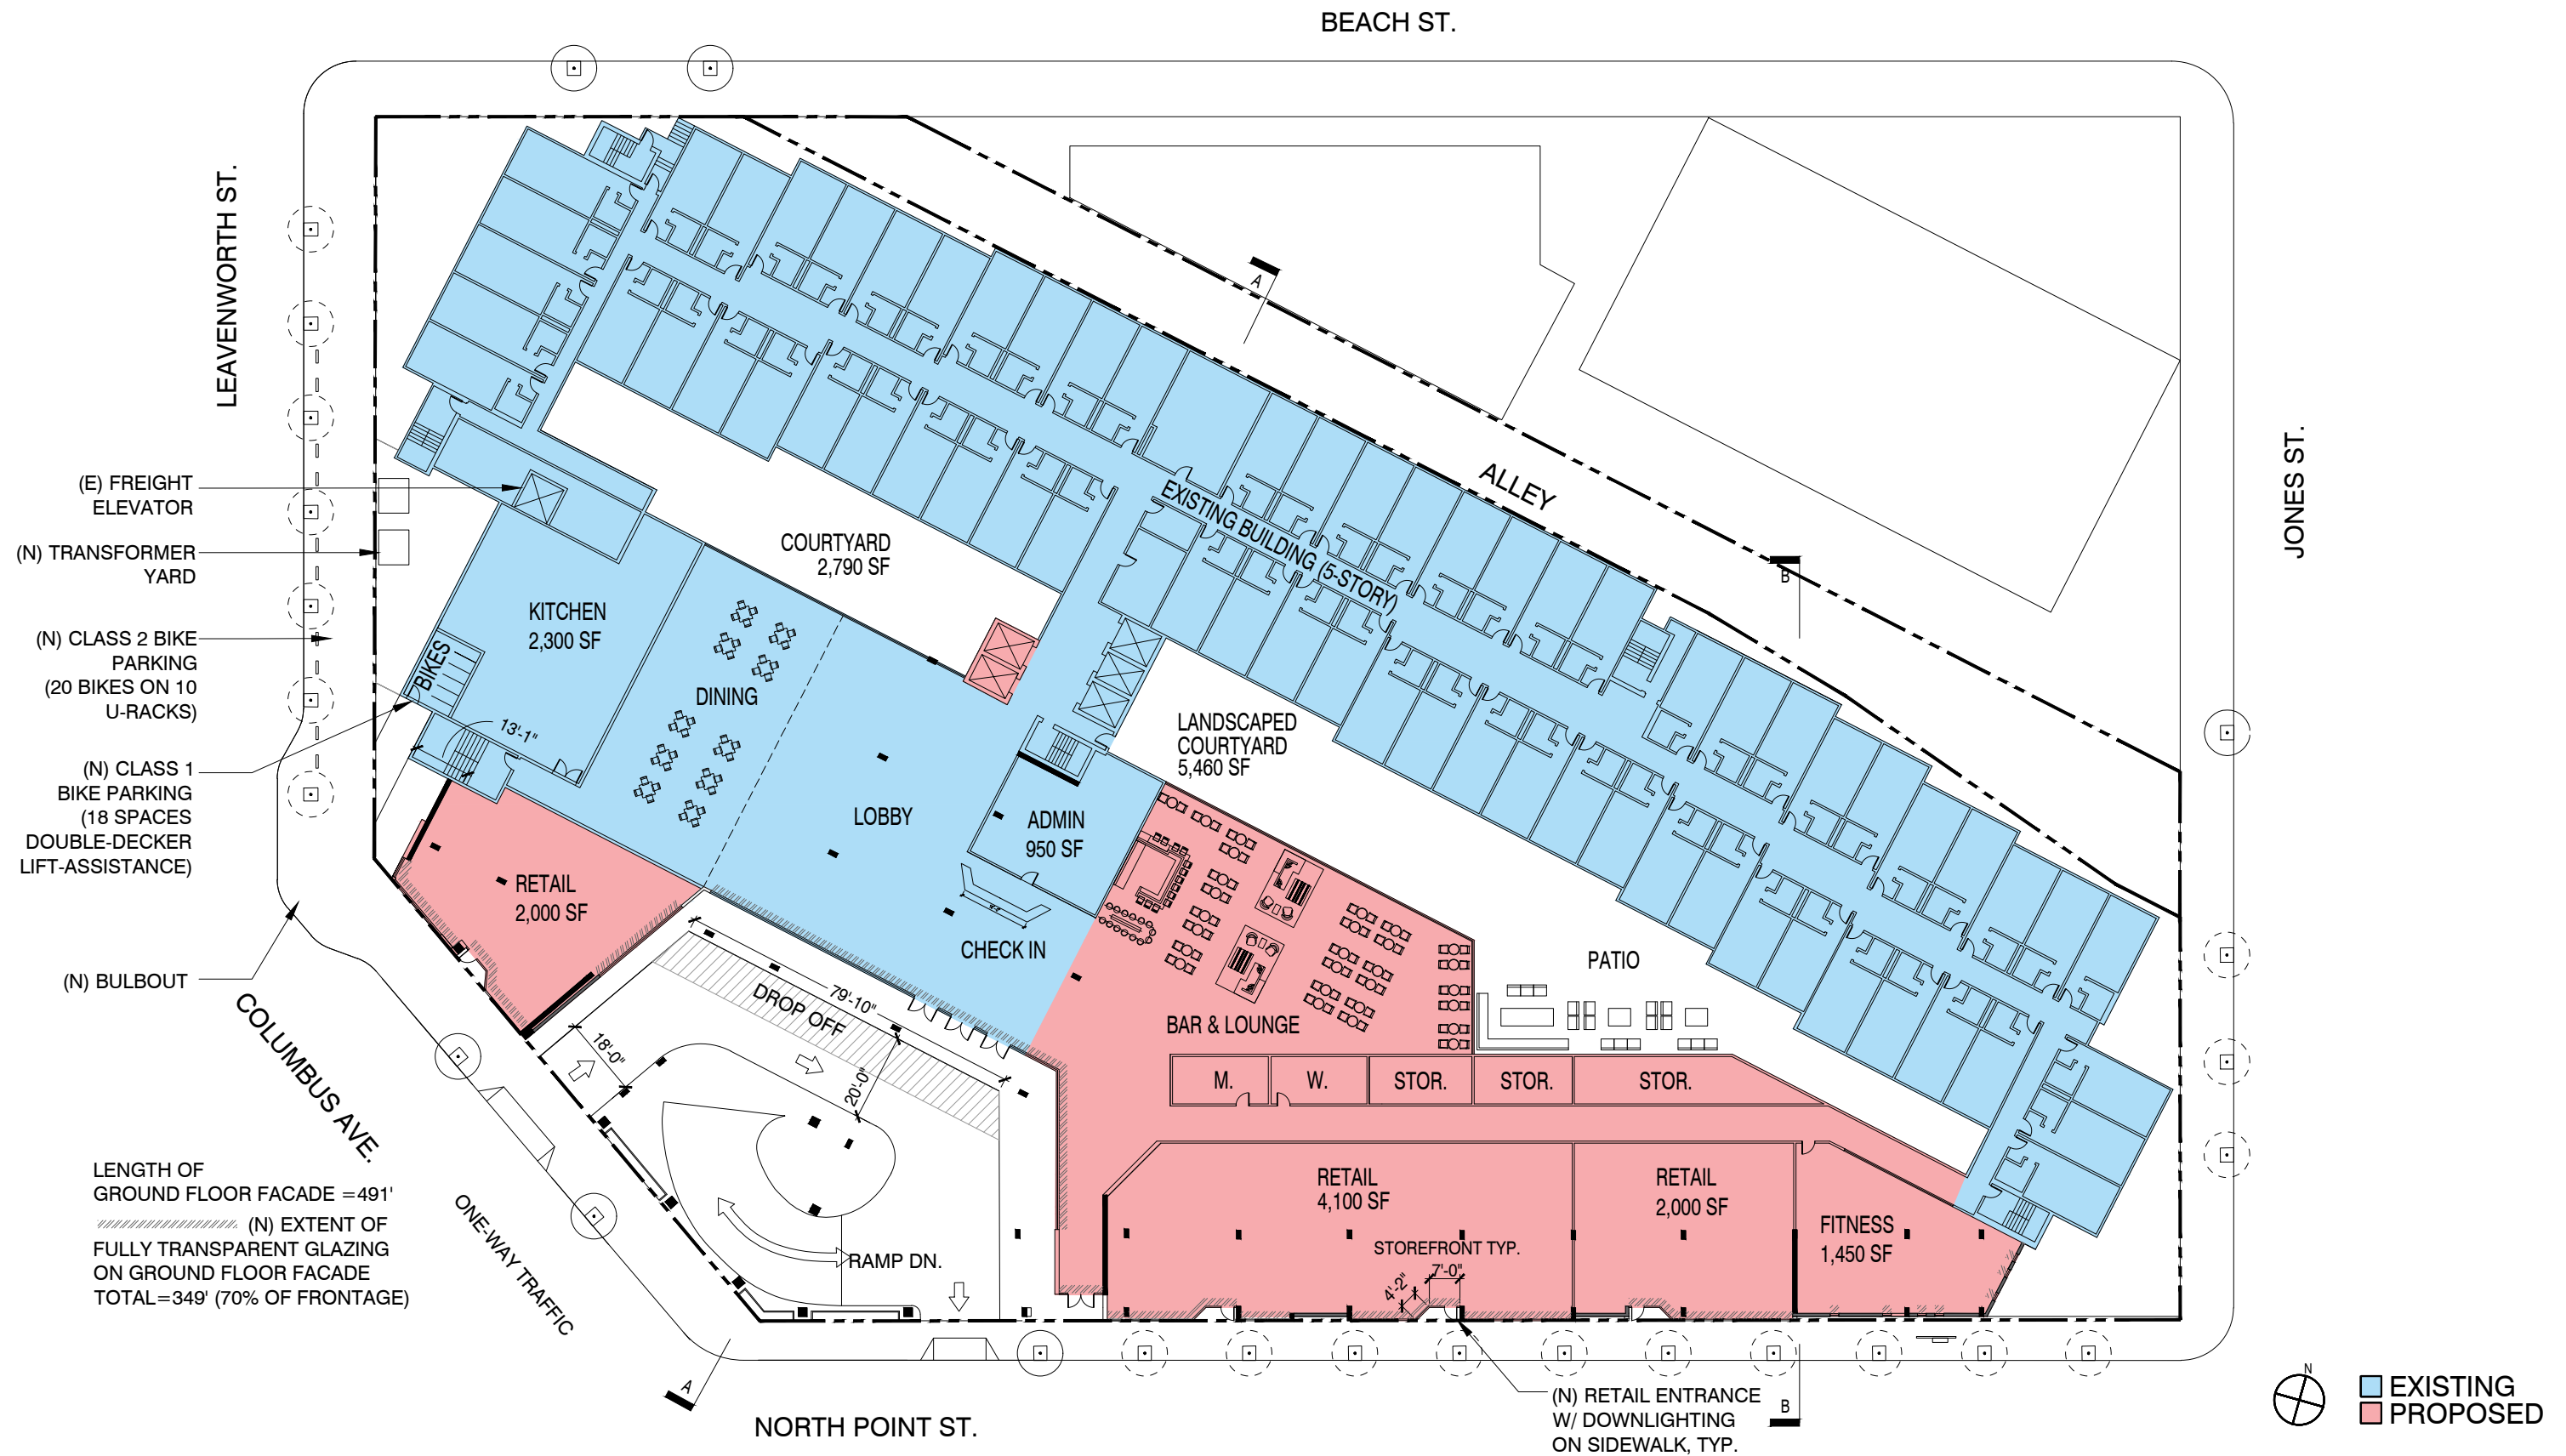 BEACH ST.
LEAVENWORTH ST.
JONES ST.
A
ALLEY
EXISTING BUILDING (5-STORY)
B
(E) FREIGHT
ELEVATOR
(N) TRANSFORMER
YARD
(N) CLASS 2 BIKE
PARKING
(20 BIKES ON 10
U-RACKS)
(N) CLASS 1
BIKE PARKING
(18 SPACES
DOUBLE-DECKER
LIFT-ASSISTANCE)
(N) BULBOUT
COURTYARD
2,790 SF
KITCHEN
2,300 SF
BIKES
13'-1"
DINING
LOBBY
LANDSCAPED
COURTYARD
5,460 SF
ADMIN
950 SF
RETAIL
2,000 SF
CHECK IN
PATIO
79'-10"
DROP OFF
18'-0"
20'-0"
BAR & LOUNGE
M.
W.
STOR.
STOR.
STOR.
COLUMBUS AVE.
ONE-WAY TRAFFIC
LENGTH OF
GROUND FLOOR FACADE =491'
(N) EXTENT OF
FULLY TRANSPARENT GLAZING
ON GROUND FLOOR FACADE
TOTAL=349' (70% OF FRONTAGE)
RAMP DN.
RETAIL
4,100 SF
RETAIL
2,000 SF
FITNESS
1,450 SF
STOREFRONT TYP.
7'-0"
4'-2"
A
NORTH POINT ST.
(N) RETAIL ENTRANCE
W/ DOWNLIGHTING
ON SIDEWALK, TYP.
B
N
EXISTING
PROPOSED